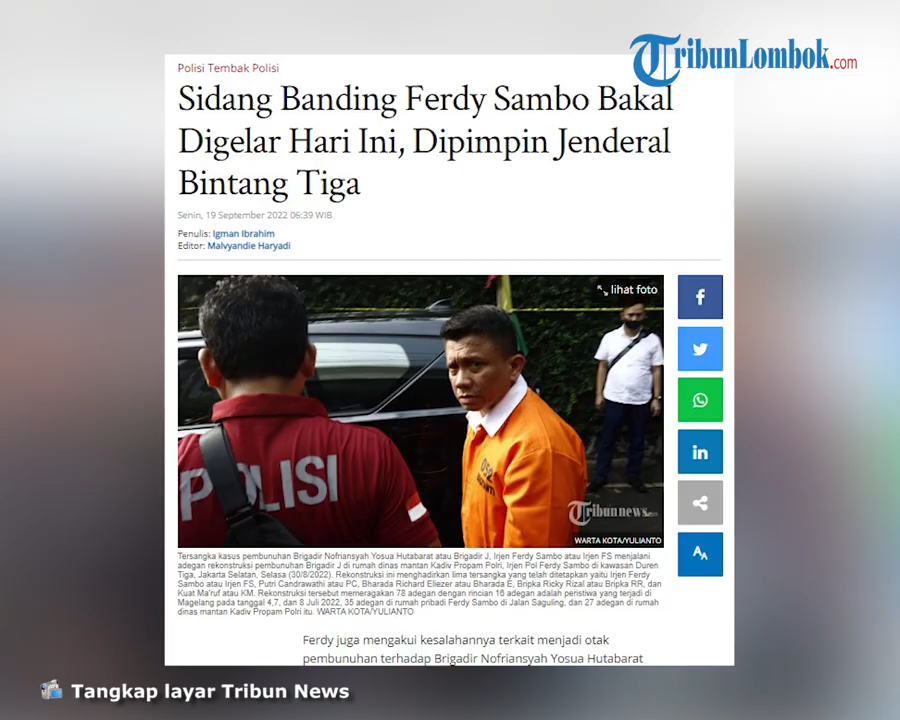 TribunLombok.com
Polisi Tembak Polisi
Sidang Banding Ferdy Sambo Bakal
Digelar Hari Ini, Dipimpin Jenderal
Bintang Tiga
Senin, 19 September 2022 06:39 WIB
Penulis: Igman Ibrahim
Editor: Malvyandie Haryadi
lihat foto
POLISI
Tribunnews.com
WARTA KOTA/YULIANTO
Tersangka kasus pembunuhan Brigadir Nofriansyah Yosua Hutabarat atau Brigadir J, Irjen Ferdy Sambo atau Irjen FS menjalani
adegan rekonstruksi pembunuhan Brigadir J di rumah dinas mantan Kadiv Propam Polri, Irjen Pol Ferdy Sambo di kawasan Duren
Tiga, Jakarta Selatan, Selasa (30/8/2022). Rekonstruksi ini menghadirkan lima tersangka yang telah ditetapkan yaitu Irjen Ferdy
Sambo atau Irjen FS, Putri Candrawathi atau PC, Bharada Richard Eliezer atau Bharada E, Bripka Ricky Rizal atau Bripka RR, dan
Kuat Ma'ruf atau KM. Rekonstruksi tersebut memeragakan 78 adegan dengan rincian 16 adegan adalah peristiwa yang terjadi di
Magelang pada tanggal 4,7, dan 8 Juli 2022, 35 adegan di rumah pribadi Ferdy Sambo di Jalan Saguling, dan 27 adegan di rumah
dinas mantan Kadiv Propam Polri itu. WARTA KOTA/YULIANTO
Ferdy juga mengakui kesalahannya terkait menjadi otak
pembunuhan terhadap Brigadir Nofriansyah Yosua Hutabarat
Tangkap layar Tribun News